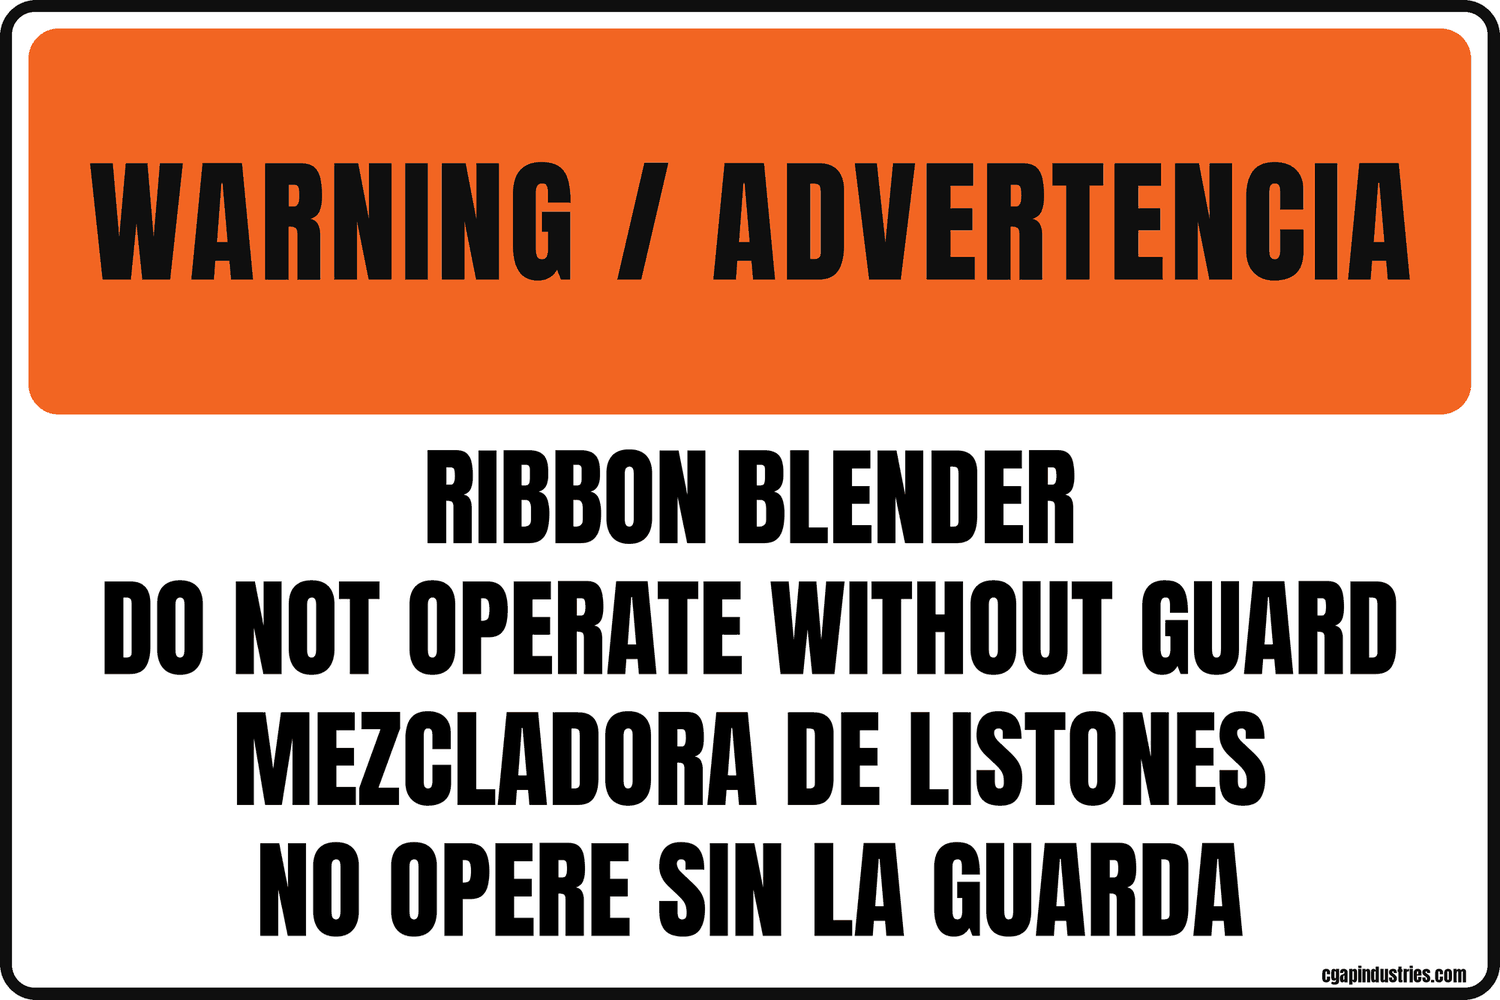 WARNING / ADVERTENCIA
RIBBON BLENDER
DO NOT OPERATE WITHOUT GUARD
MEZCLADORA DE LISTONES
NO OPERE SIN LA GUARDA
cgapindustries.com